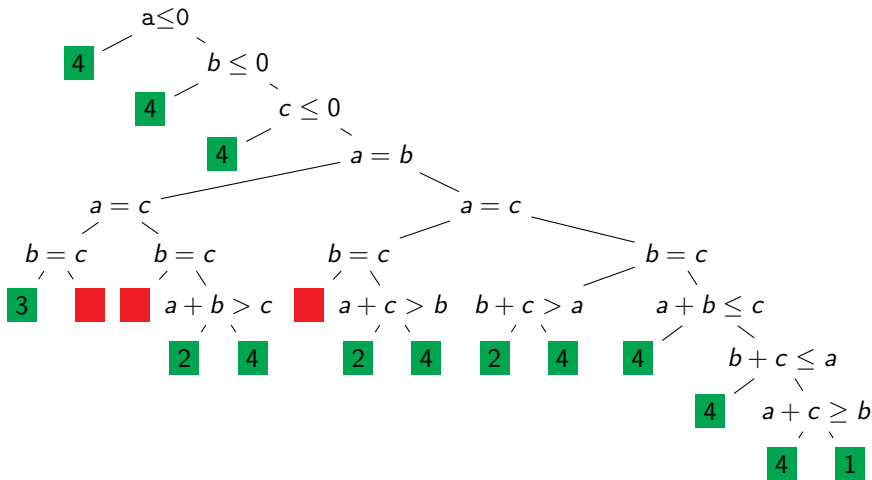 a≤0
4 b ≤ 0
4 c ≤ 0
4 a = b
a = c a = c
b = c b = c b = c b = c
3 a + b > c a + c > b b + c > a a + b ≤ c
2 4 2 4 2 4 4 b + c ≤ a
4 a + c ≥ b
4 1